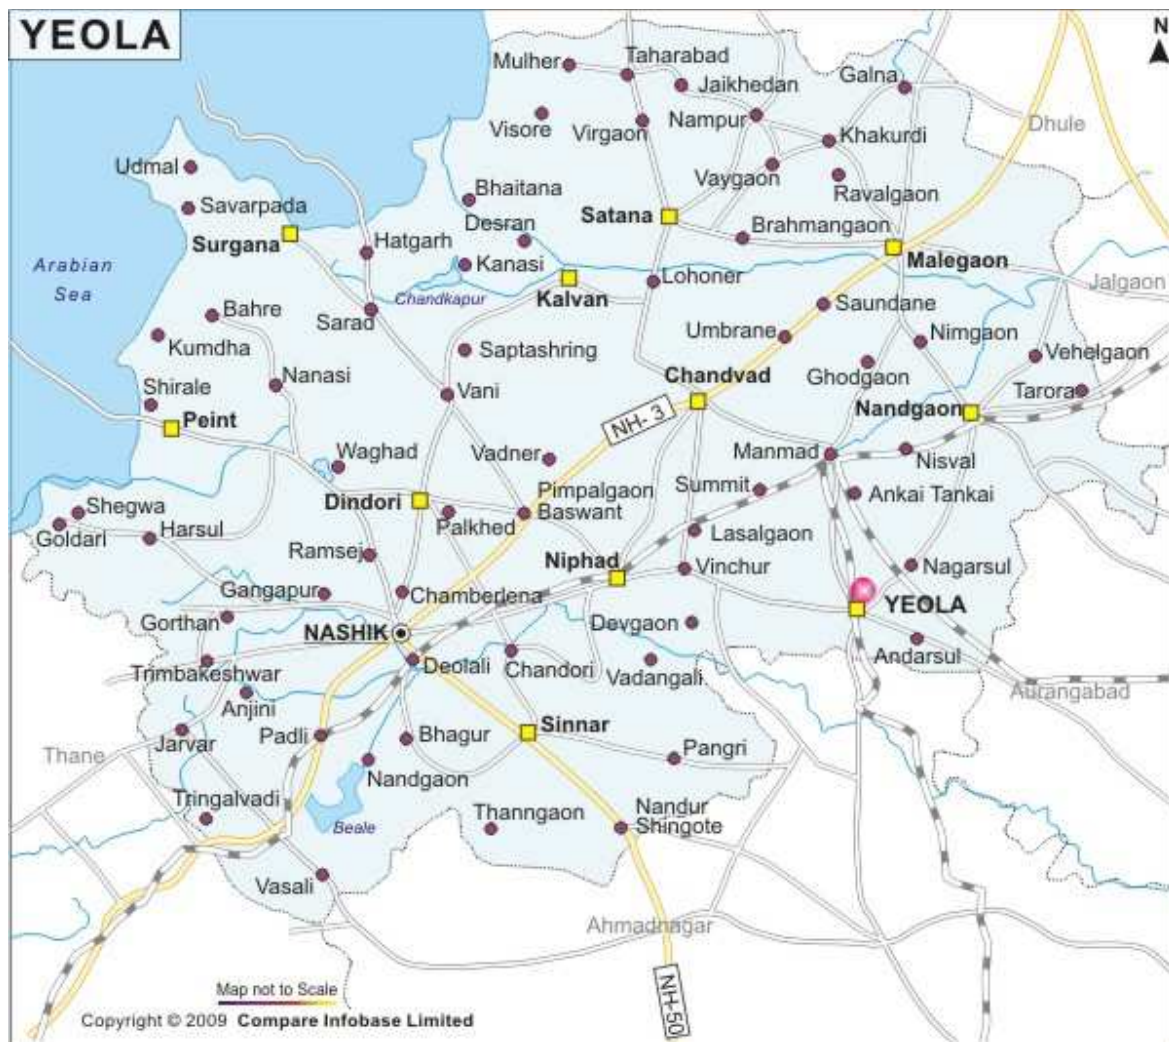 YEOLA
N
Mulher
Taharabad
Jaikhedan
Galna
Visore
Virgaon
Nampur
Khakurdi
Dhule
Udmal
Bhaitana
Vaygaon
Ravalgaon
Savarpada
Surgana
Hatgarh
Desran
Satana
Brahmangaon
Arabian
Sea
Kanasi
Lohoner
Malegaon
Chandkapur
Kalvan
Jalgaon
Bahre
Sarad
Saundane
Kumdha
Saptashring
Umbrane
Nimgaon
Vehelgaon
Shirale
Nanasi
Vani
Chandvad
Ghodgaon
Tarora
Peint
NH- 3
Nandgaon
Waghad
Vadner
Manmad
Nisval
Shegwa
Dindori
Pimpalgaon
Baswant
Summit
Ankai Tankai
Goldari
Harsul
Palkhed
Ramsej
Niphad
Lasalgaon
Vinchur
Nagarsul
Gangapur
Chamberlena
YEOLA
Gorthan
NASHIK
Devgaon
Trimbakeshwar
Deolali
Chandori
Vadangali
Andarsul
Anjini
Aurangabad
Jarvar
Padli
Bhagur
Sinnar
Pangri
Thane
Nandgaon
Tringalvadi
Beale
Thanngaon
Nandur
Shingote
Vasali
Ahmadnagar
NH-50
Map not to Scale
Copyright © 2009 Compare Infobase Limited